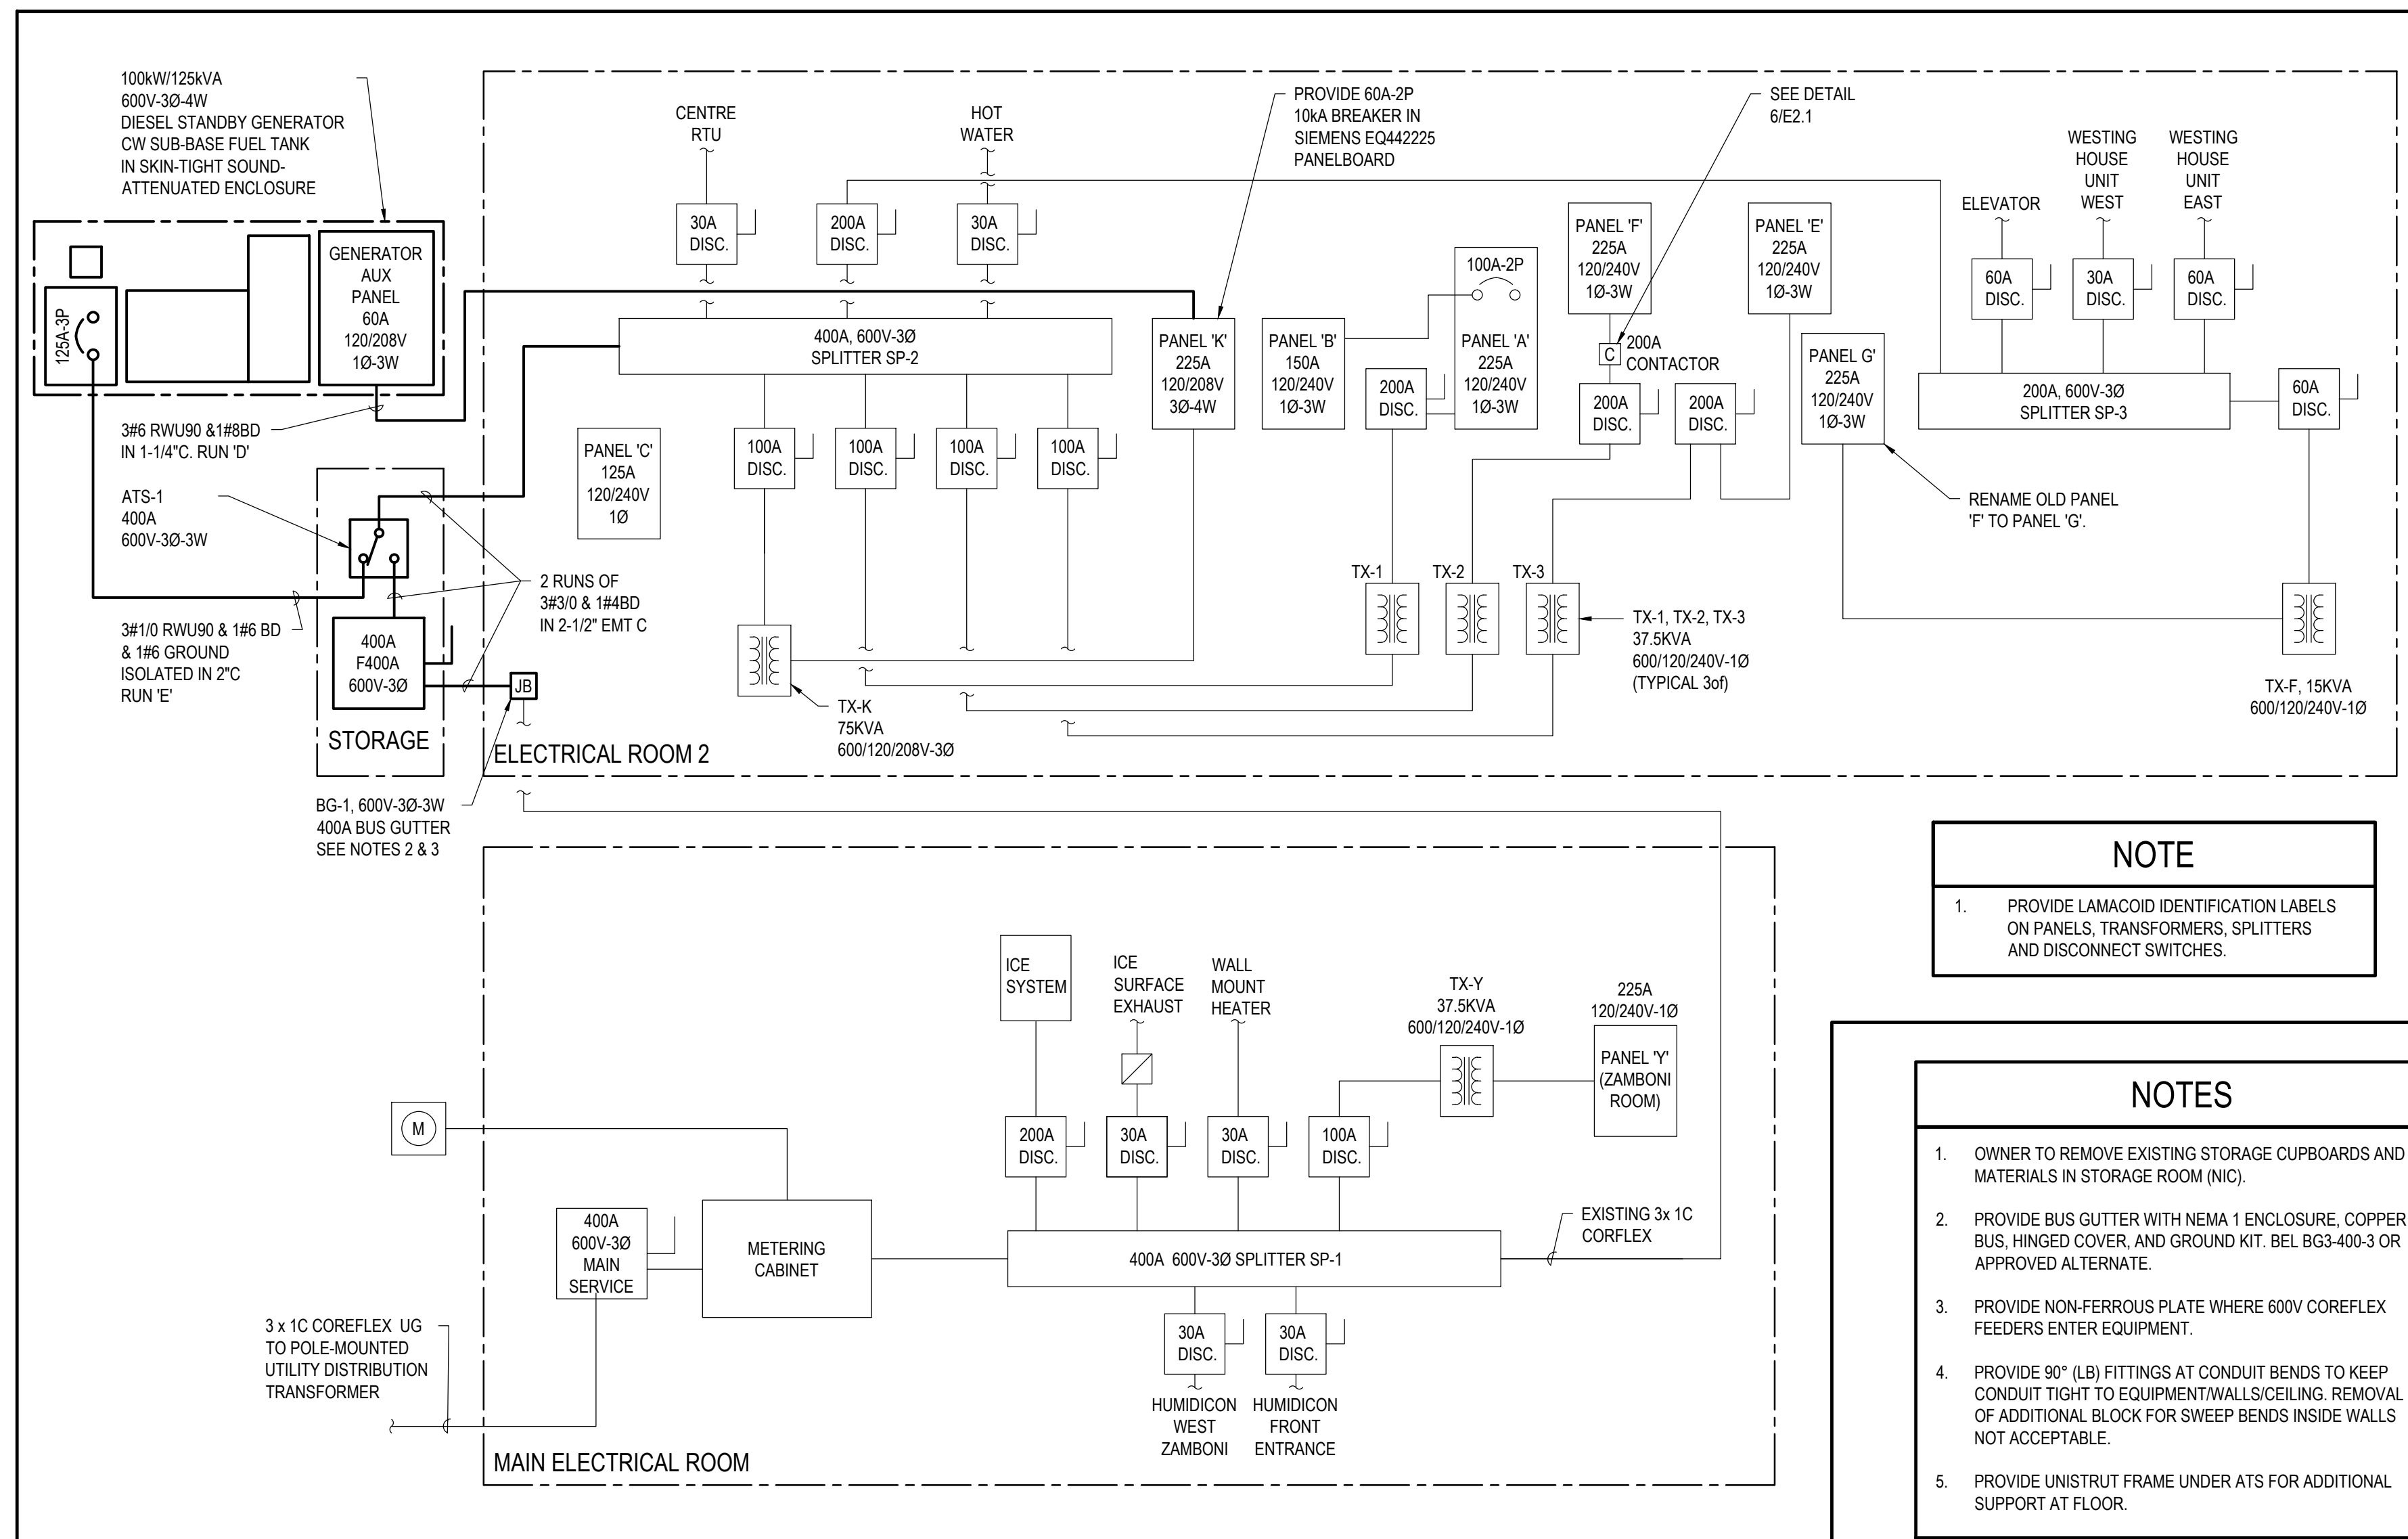 100kW/125kVA
600V-3Ø-4W
DIESEL STANDBY GENERATOR
CW SUB-BASE FUEL TANK
IN SKIN-TIGHT SOUND-
ATTENUATED ENCLOSURE
125A-3P
GENERATOR
AUX
PANEL
60A
120/208V
1Ø-3W
3#6 RWU90 &1#8BD
IN 1-1/4"C. RUN 'D'
ATS-1
400A
600V-3Ø-3W
3#1/0 RWU90 & 1#6 BD
& 1#6 GROUND
ISOLATED IN 2"C
RUN 'E'
400A
F400A
600V-3Ø
STORAGE
2 RUNS OF
3#3/0 & 1#4BD
IN 2-1/2" EMT C
JB
BG-1, 600V-3Ø-3W
400A BUS GUTTER
SEE NOTES 2 & 3
ELECTRICAL ROOM 2
CENTRE
RTU
HOT
WATER
30A
DISC.
200A
DISC.
30A
DISC.
400A, 600V-3Ø
SPLITTER SP-2
PANEL 'C'
125A
120/240V
1Ø
100A
DISC.
100A
DISC.
100A
DISC.
100A
DISC.
TX-K
75KVA
600/120/208V-3Ø
PROVIDE 60A-2P
10kA BREAKER IN
SIEMENS EQ442225
PANELBOARD
PANEL 'K'
225A
120/208V
3Ø-4W
PANEL 'B'
150A
120/240V
1Ø-3W
100A-2P
PANEL 'A'
225A
120/240V
1Ø-3W
200A
DISC.
SEE DETAIL
6/E2.1
PANEL 'F'
225A
120/240V
1Ø-3W
C
200A
CONTACTOR
200A
DISC.
200A
DISC.
PANEL 'E'
225A
120/240V
1Ø-3W
PANEL G'
225A
120/240V
1Ø-3W
RENAME OLD PANEL
'F' TO PANEL 'G'.
TX-1
TX-2
TX-3
TX-1, TX-2, TX-3
37.5KVA
600/120/240V-1Ø
(TYPICAL 3of)
ELEVATOR
WESTING
HOUSE
UNIT
WEST
WESTING
HOUSE
UNIT
EAST
60A
DISC.
30A
DISC.
60A
DISC.
200A, 600V-3Ø
SPLITTER SP-3
60A
DISC.
TX-F, 15KVA
600/120/240V-1Ø
NOTE
1. PROVIDE LAMACOID IDENTIFICATION LABELS
ON PANELS, TRANSFORMERS, SPLITTERS
AND DISCONNECT SWITCHES.
ICE
SYSTEM
ICE
SURFACE
EXHAUST
WALL
MOUNT
HEATER
TX-Y
37.5KVA
600/120/240V-1Ø
225A
120/240V-1Ø
PANEL 'Y'
(ZAMBONI
ROOM)
200A
DISC.
30A
DISC.
30A
DISC.
100A
DISC.
M
400A
600V-3Ø
MAIN
SERVICE
METERING
CABINET
400A 600V-3Ø SPLITTER SP-1
EXISTING 3x 1C
CORFLEX
30A
DISC.
30A
DISC.
HUMIDICON
WEST
ZAMBONI
HUMIDICON
FRONT
ENTRANCE
3 x 1C COREFLEX UG
TO POLE-MOUNTED
UTILITY DISTRIBUTION
TRANSFORMER
MAIN ELECTRICAL ROOM
NOTES
1. OWNER TO REMOVE EXISTING STORAGE CUPBOARDS AND
MATERIALS IN STORAGE ROOM (NIC).
2. PROVIDE BUS GUTTER WITH NEMA 1 ENCLOSURE, COPPER
BUS, HINGED COVER, AND GROUND KIT. BEL BG3-400-3 OR
APPROVED ALTERNATE.
3. PROVIDE NON-FERROUS PLATE WHERE 600V COREFLEX
FEEDERS ENTER EQUIPMENT.
4. PROVIDE 90° (LB) FITTINGS AT CONDUIT BENDS TO KEEP
CONDUIT TIGHT TO EQUIPMENT/WALLS/CEILING. REMOVAL
OF ADDITIONAL BLOCK FOR SWEEP BENDS INSIDE WALLS
NOT ACCEPTABLE.
5. PROVIDE UNISTRUT FRAME UNDER ATS FOR ADDITIONAL
SUPPORT AT FLOOR.